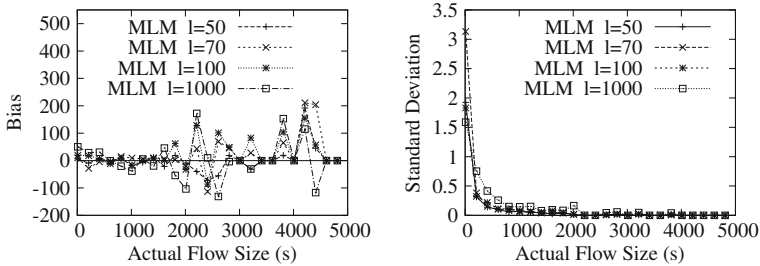 Bias
500
400
300
200
100
0
-100
-200
MLM l=50
MLM l=70
MLM l=100
MLM l=1000
0 1000 2000 3000 4000 5000
Actual Flow Size (s)
Standard Deviation
3.5
3
2.5
2
1.5
1
0.5
0
MLM l=50
MLM l=70
MLM l=100
MLM l=1000
0 1000 2000 3000 4000 5000
Actual Flow Size (s)